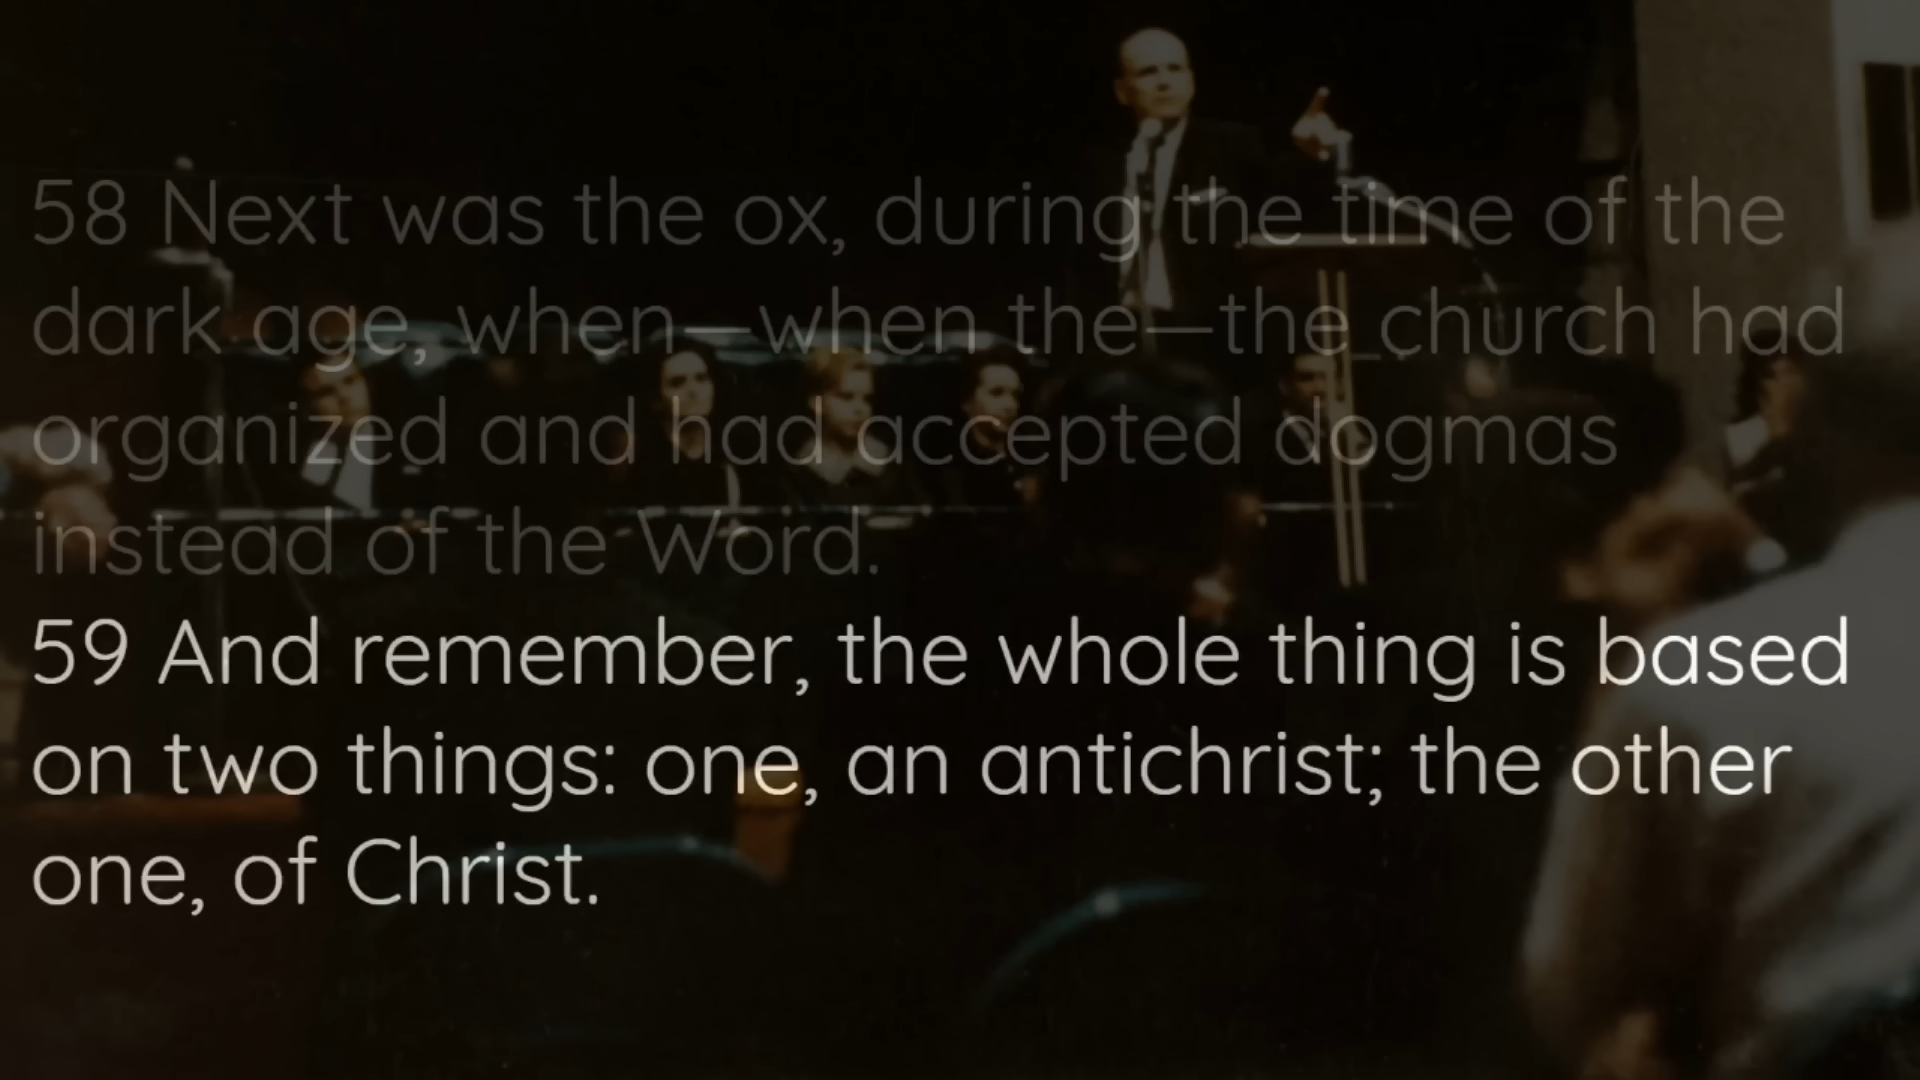 58 Next was the ox, during the time of the
dark age, when—when the—the church had
organized and had accepted dogmas
instead of the Word.
59 And remember, the whole thing is based
on two things: one, an antichrist; the other
one, of Christ.